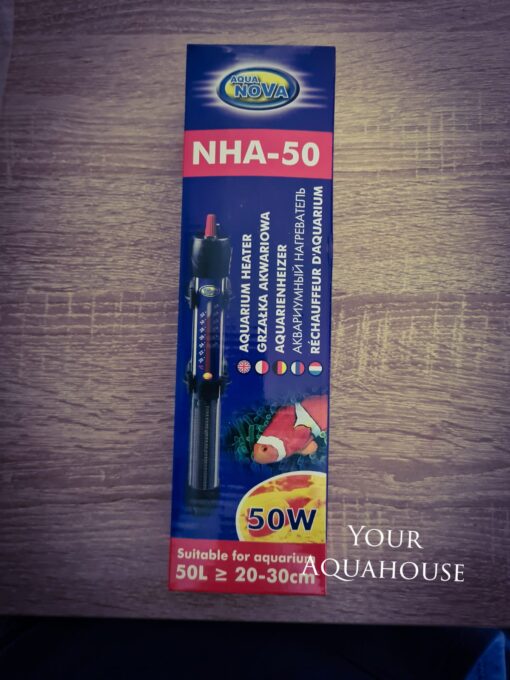 AQUA
NOVA
NHA-50
AQUARIUM HEATER
GRZAŁKA AKWARIOWA
AQUARIENHEIZER
АКВАРИУМНЫЙ НАГРЕВАТЕЛЬ
RÉCHAUFFEUR D'AQUARIUM
50W
Suitable for aquarium
50L ≥ 20-30cm
YOUR
AQUAHOUSE